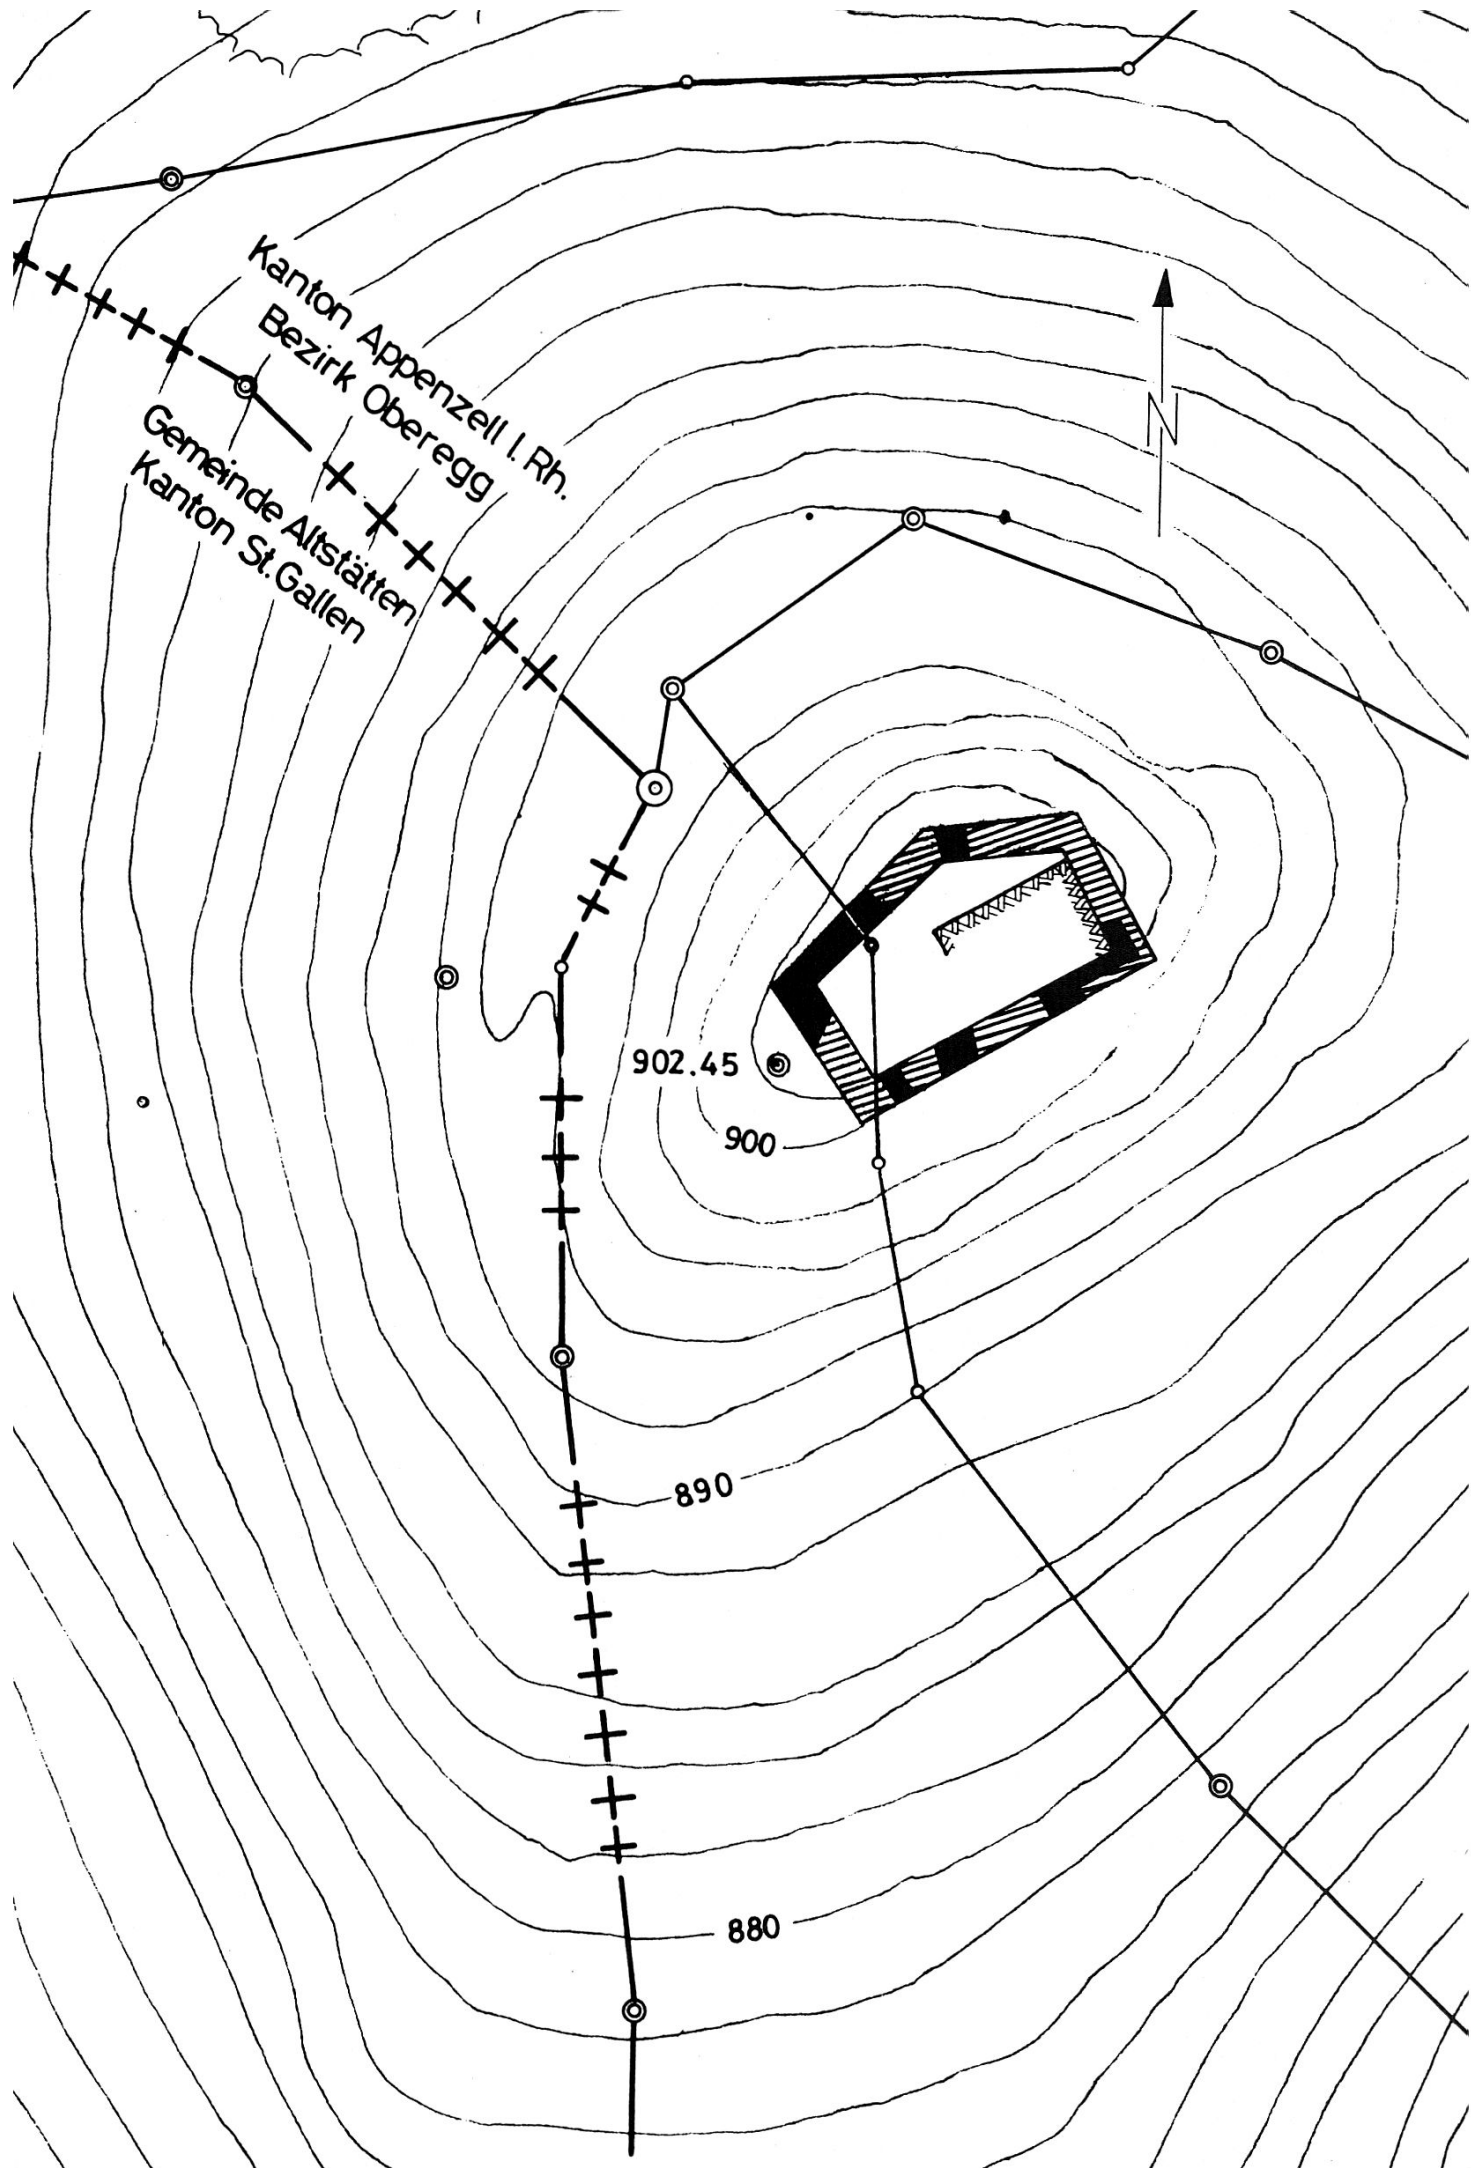 Kanton Appenzell I. Rh.
Bezirk Oberegg
Gemeinde Altstätten
Kanton St. Gallen
N
902.45
900
890
880